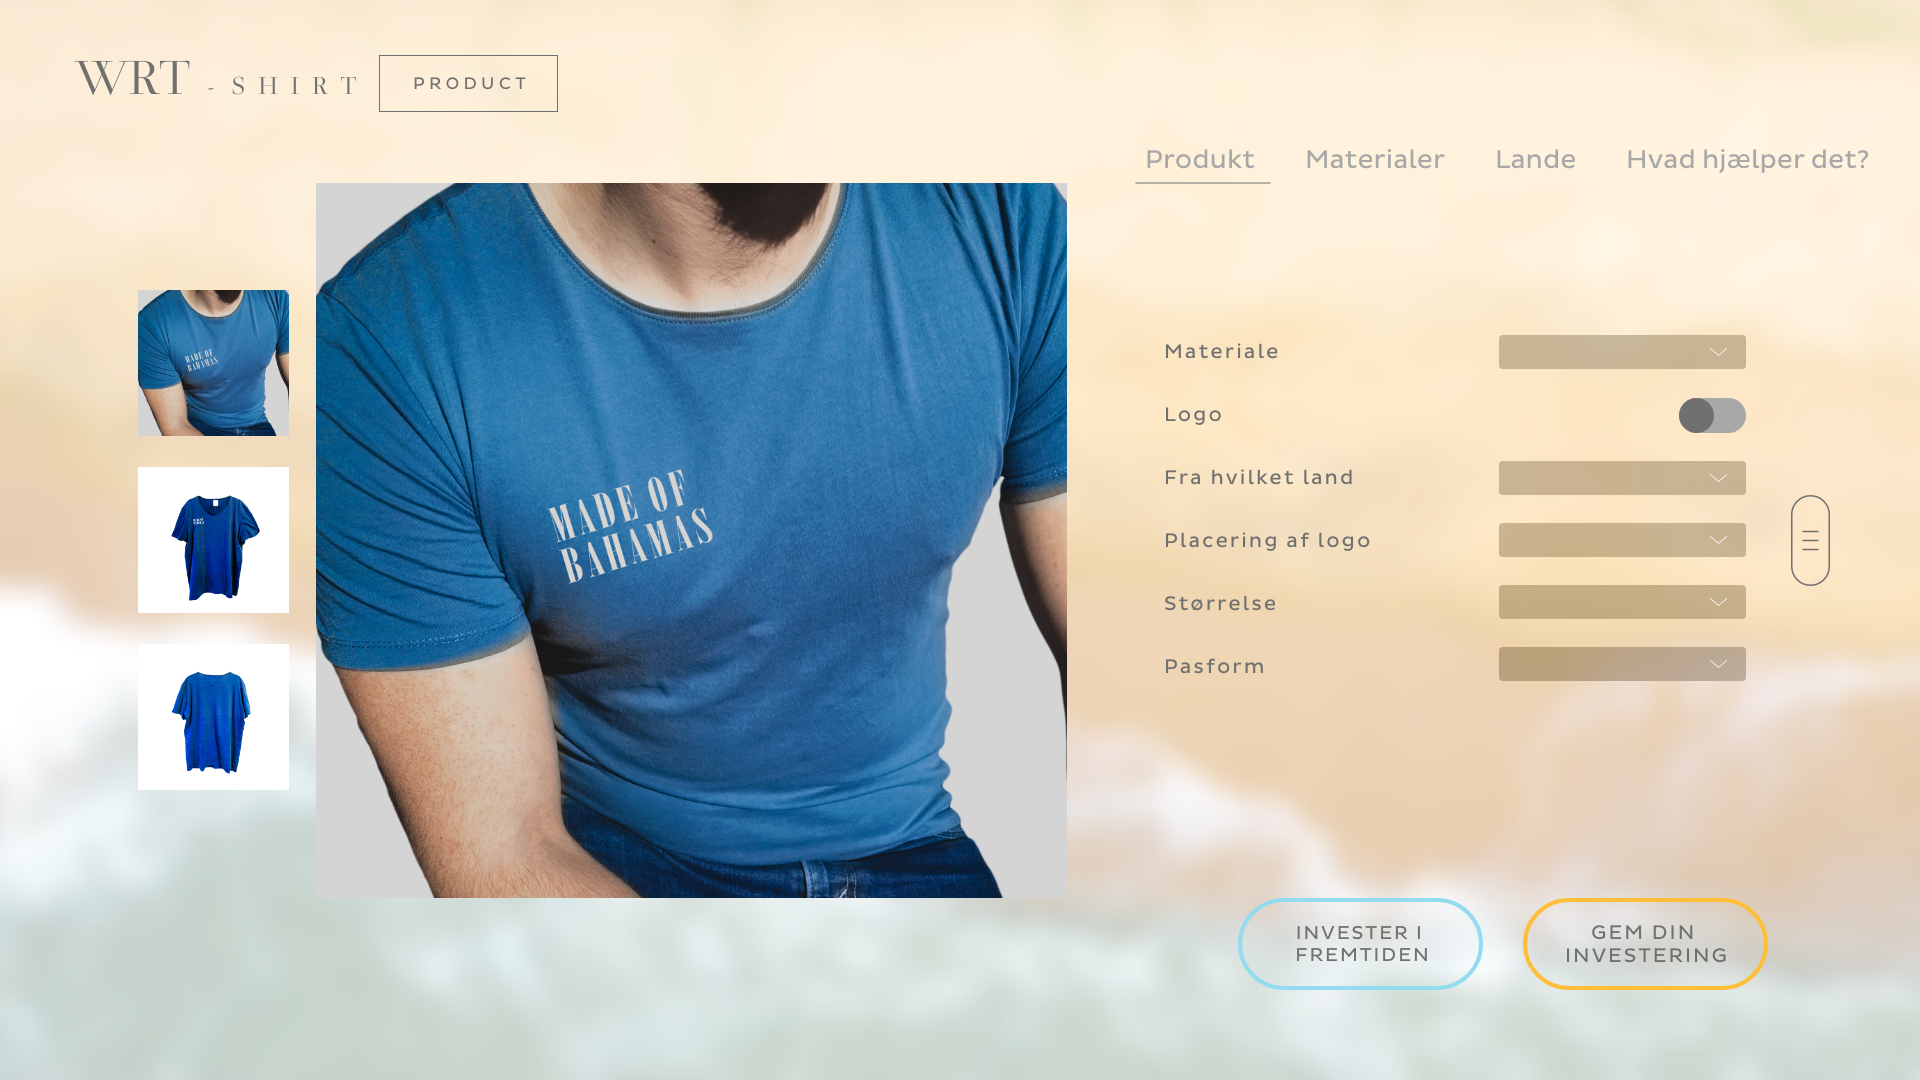 WRT - SHIRT
PRODUCT
Produkt Materialer Lande Hvad hjælper det?
MADE OF
BAHAMAS
MADE OF
BAHAMAS
Materiale
Logo
Fra hvilket land
Placering af logo
Størrelse
Pasform
INVESTER I
FREMTIDEN
GEM DIN
INVESTERING